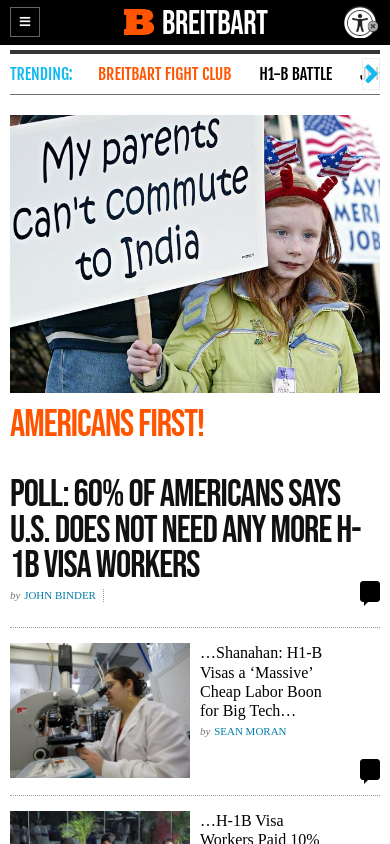 BREITBART
TRENDING:
BREITBART FIGHT CLUB
H1-B BATTLE
My parents
can't commute
to India
SAVE
AMERI
JOB
AMERICANS FIRST!
POLL: 60% OF AMERICANS SAYS
U.S. DOES NOT NEED ANY MORE H-
1B VISA WORKERS
by JOHN BINDER
…Shanahan: H1-B
Visas a ‘Massive’
Cheap Labor Boon
for Big Tech…
by SEAN MORAN
…H-1B Visa
Workers Paid 10%